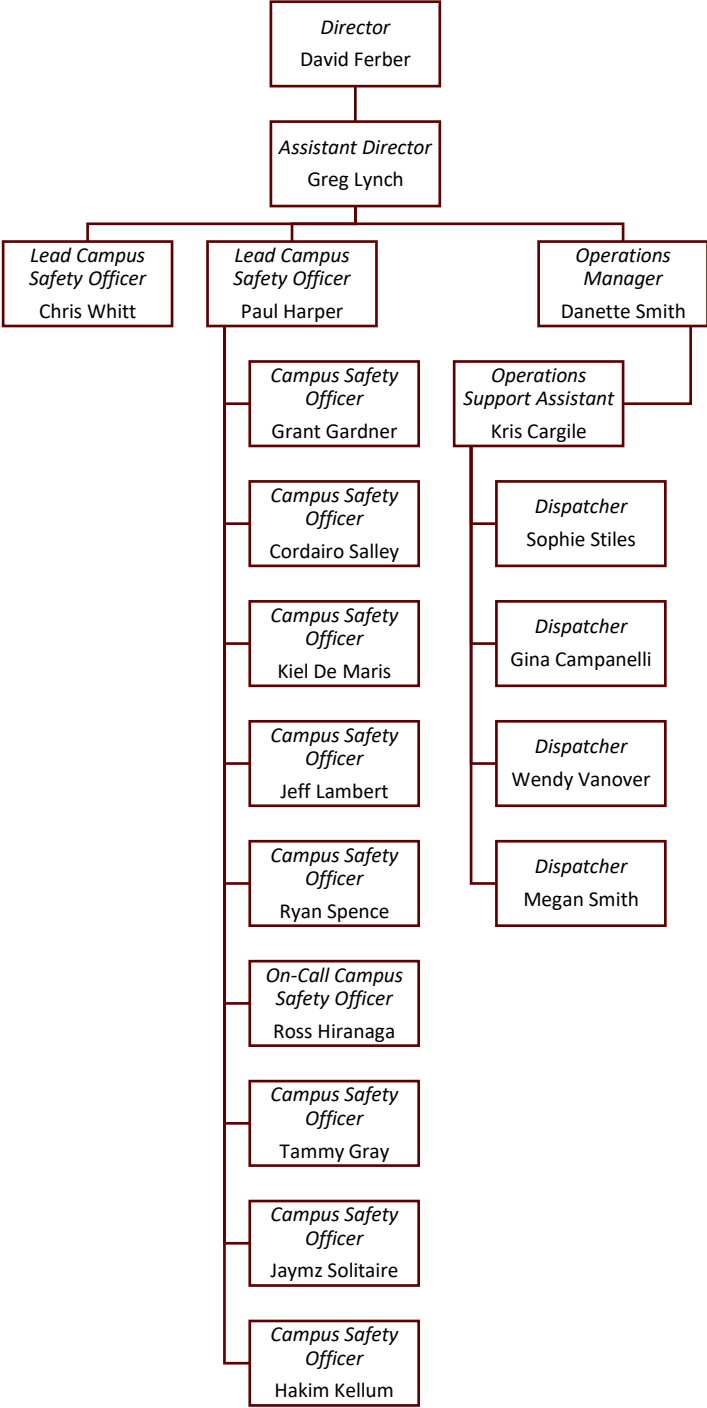 Director
David Ferber
Assistant Director
Greg Lynch
Lead Campus
Safety Officer
Chris Whitt
Lead Campus
Safety Officer
Paul Harper
Operations
Manager
Danette Smith
Campus Safety
Officer
Grant Gardner
Operations
Support Assistant
Kris Cargile
Campus Safety
Officer
Cordairo Salley
Dispatcher
Sophie Stiles
Campus Safety
Officer
Kiel De Maris
Dispatcher
Gina Campanelli
Campus Safety
Officer
Jeff Lambert
Dispatcher
Wendy Vanover
Campus Safety
Officer
Ryan Spence
Dispatcher
Megan Smith
On-Call Campus
Safety Officer
Ross Hiranaga
Campus Safety
Officer
Tammy Gray
Campus Safety
Officer
Jaymz Solitaire
Campus Safety
Officer
Hakim Kellum